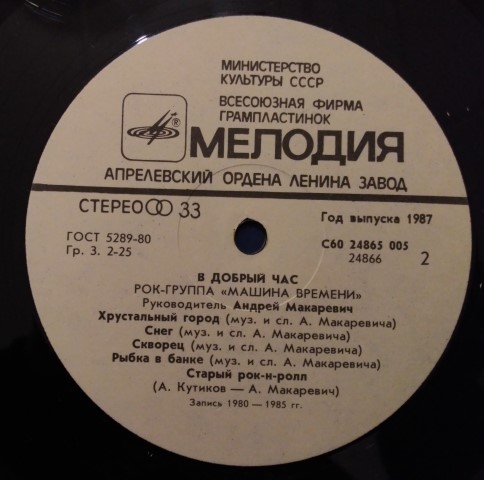 МИНИСТЕРСТВО
КУЛЬТУРЫ СССР
ВСЕСОЮЗНАЯ ФИРМА
ГРАМПЛАСТИНОК
® МЕЛОДИЯ
АПРЕЛЕВСКИЙ ОРДЕНА ЛЕНИНА ЗАВОД
СТЕРЕО 33
Год выпуска 1987
ГОСТ 5289-80
С60 24865 005
Гр. 3. 2-25
24866 2
В ДОБРЫЙ ЧАС
РОК-ГРУППА «МАШИНА ВРЕМЕНИ»
Руководитель Андрей Макаревич
Хрустальный город (муз. и сл. А. Макаревича)
Снег (муз. и сл. А. Макаревича)
Скворец (муз. и сл. А. Макаревича)
Рыбка в банке (муз. и сл. А. Макаревича)
Старый рок-н-ролл
(А. Кутиков — А. Макаревич)
Запись 1980 — 1985 гг.